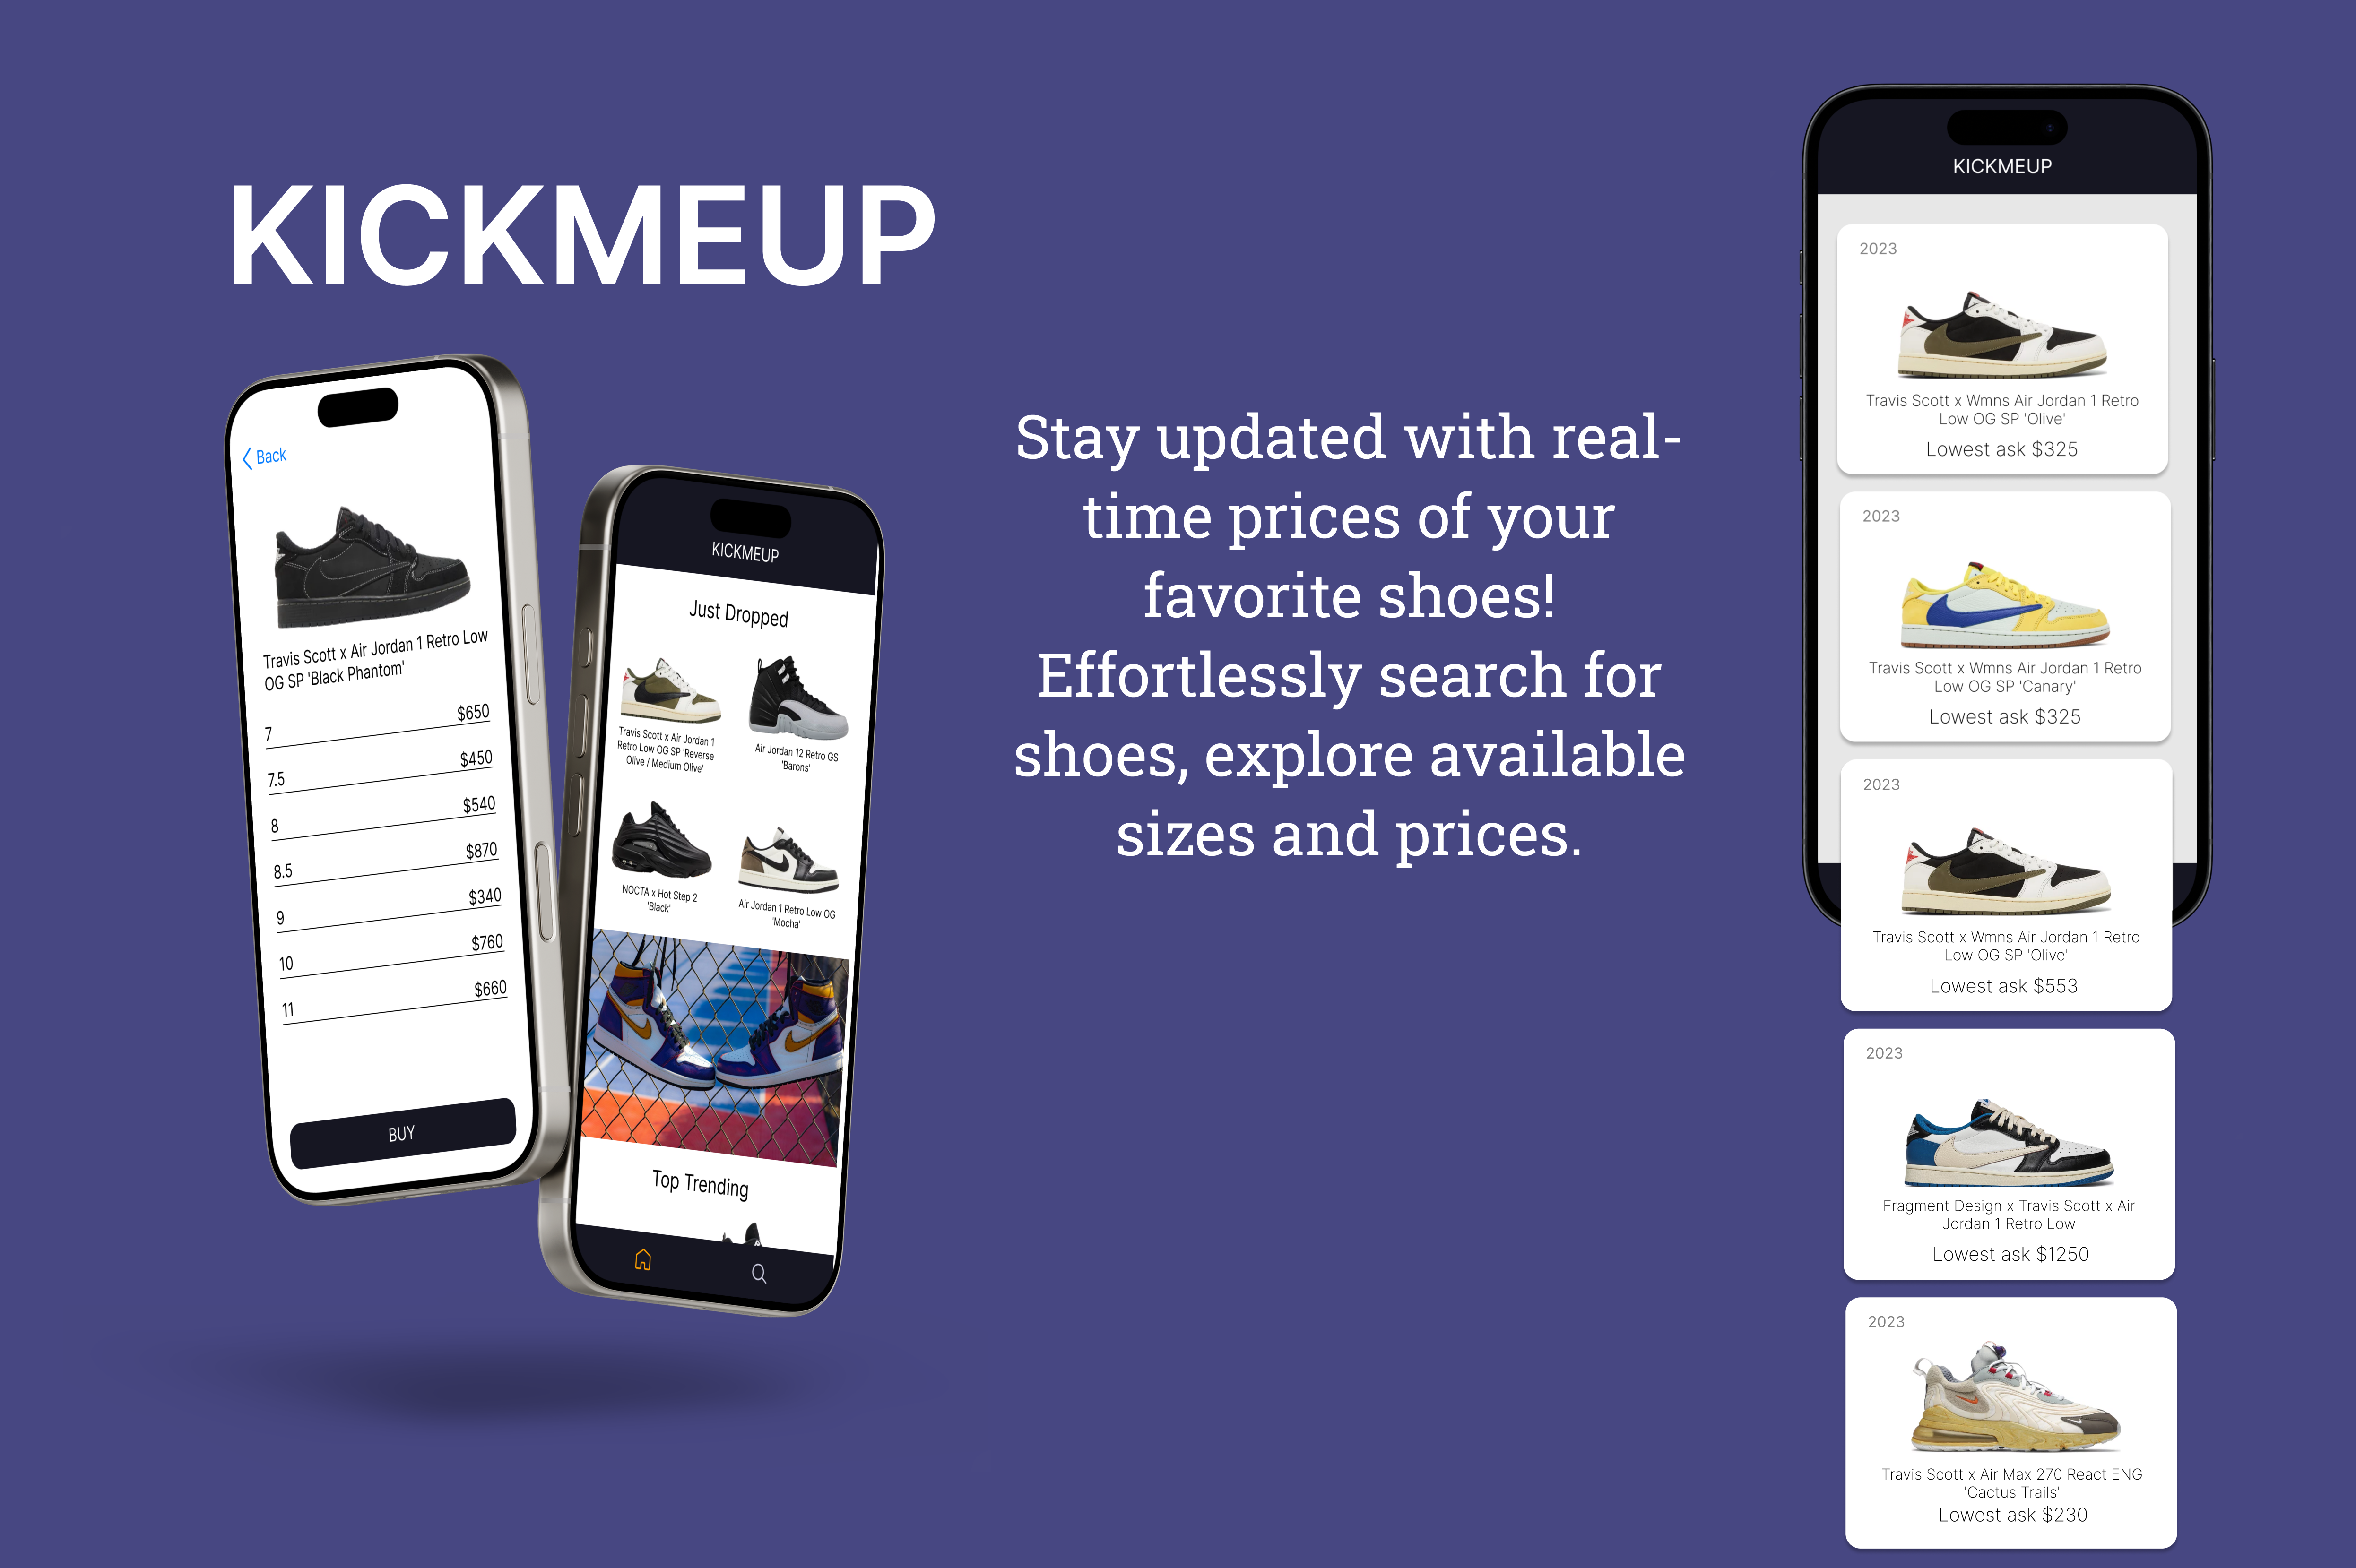 KICKMEUP
Back
Travis Scott x Air Jordan 1 Retro Low
OG SP 'Black Phantom'
7 $650
7.5 $450
8 $540
8.5 $870
9 $340
10 $760
11 $660
BUY
KICKMEUP
Just Dropped
Travis Scott x Air Jordan 1
Retro Low OG SP 'Reverse
Olive / Medium Olive'
Air Jordan 12 Retro GS
'Barons'
NOCTA x Hot Step 2
'Black'
Air Jordan 1 Retro Low OG
'Mocha'
Top Trending
Stay updated with real-
time prices of your
favorite shoes!
Effortlessly search for
shoes, explore available
sizes and prices.
KICKMEUP
2023
Travis Scott x Wmns Air Jordan 1 Retro
Low OG SP 'Olive'
Lowest ask $325
2023
Travis Scott x Wmns Air Jordan 1 Retro
Low OG SP 'Canary'
Lowest ask $325
2023
Travis Scott x Wmns Air Jordan 1 Retro
Low OG SP 'Olive'
Lowest ask $553
2023
Fragment Design x Travis Scott x Air
Jordan 1 Retro Low
Lowest ask $1250
2023
Travis Scott x Air Max 270 React ENG
'Cactus Trails'
Lowest ask $230